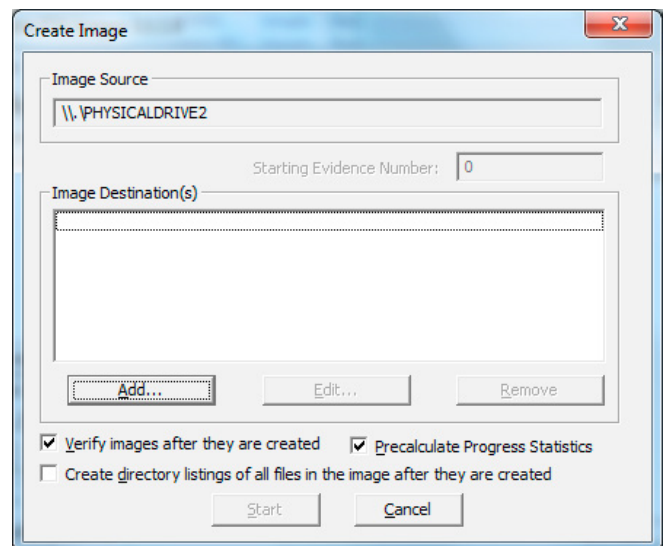 Create Image
Image Source
\\.\PHYSICALDRIVE2
Starting Evidence Number: 0
Image Destination(s)
Add... Edit... Remove
Verify images after they are created Precalculate Progress Statistics
Create directory listings of all files in the image after they are created
Start Cancel